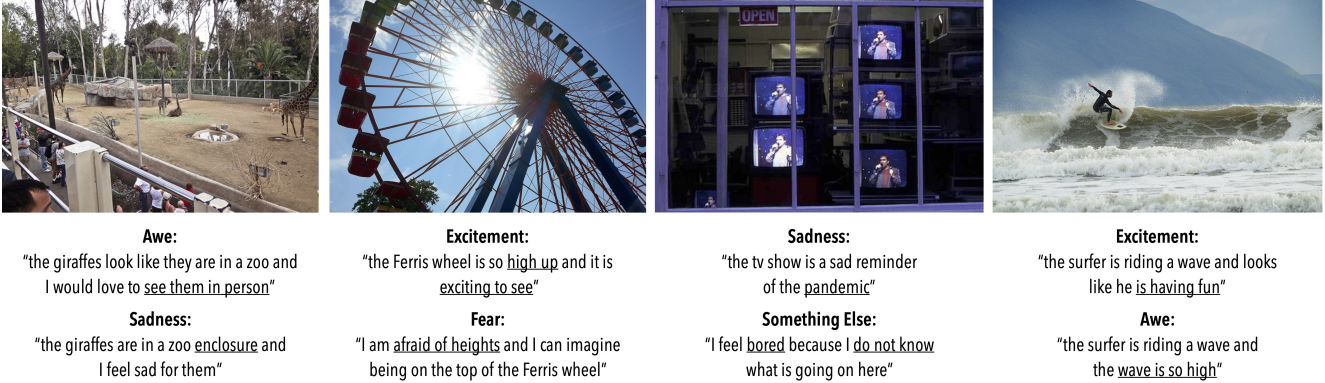 OPEN
Awe:
“the giraffes look like they are in a zoo and
I would love to see them in person”
Sadness:
“the giraffes are in a zoo enclosure and
I feel sad for them”
Excitement:
“the Ferris wheel is so high up and it is
exciting to see”
Fear:
“I am afraid of heights and I can imagine
being on the top of the Ferris wheel”
Sadness:
“the tv show is a sad reminder
of the pandemic”
Something Else:
“I feel bored because I do not know
what is going on here”
Excitement:
“the surfer is riding a wave and looks
like he is having fun”
Awe:
“the surfer is riding a wave and
the wave is so high”